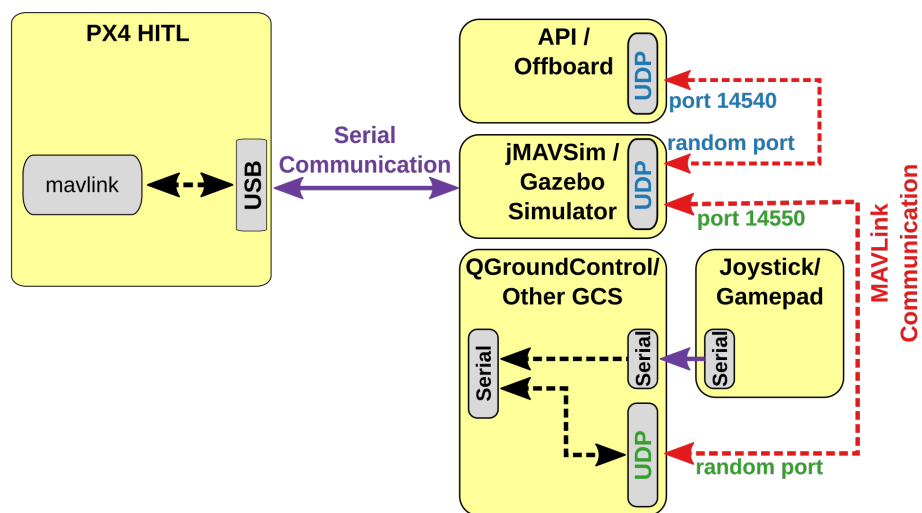 PX4 HITL
mavlink
USB
Serial
Communication
API /
Offboard
UDP
port 14540
random port
jMAVSim /
Gazebo
Simulator
UDP
port 14550
MAVLink
Communication
QGroundControl/
Other GCS
Serial
Serial
UDP
random port
Joystick/
Gamepad
Serial